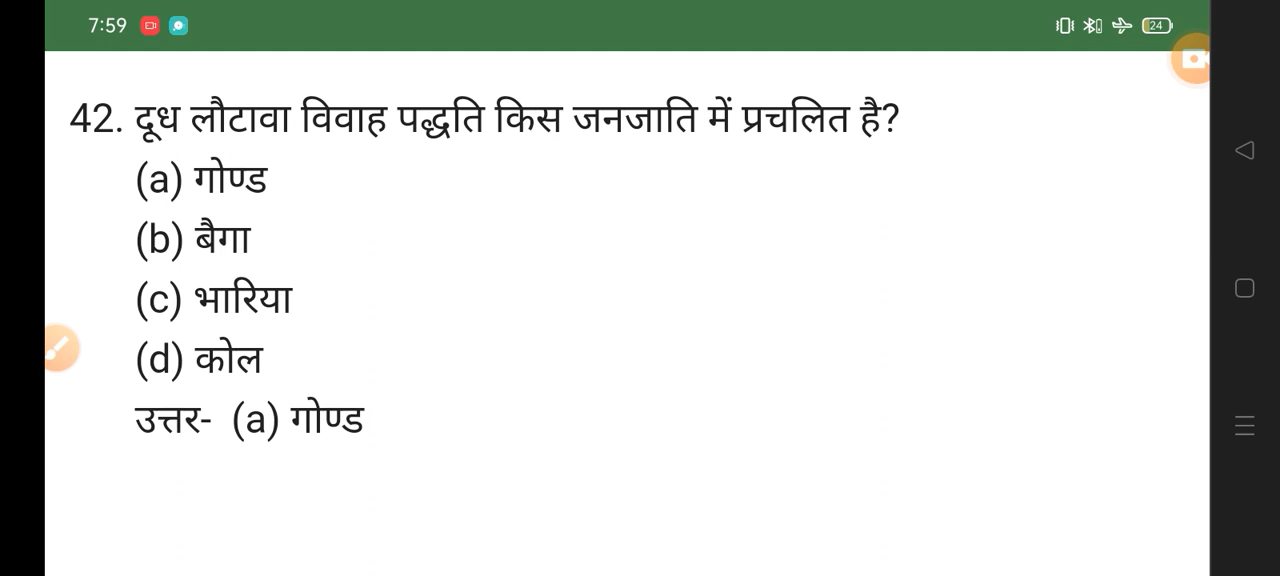 7:59
24
42. दूध लौटावा विवाह पद्धति किस जनजाति में प्रचलित है?
(a) गोण्ड
(b) बैगा
(c) भारिया
(d) कोल
उत्तर- (a) गोण्ड